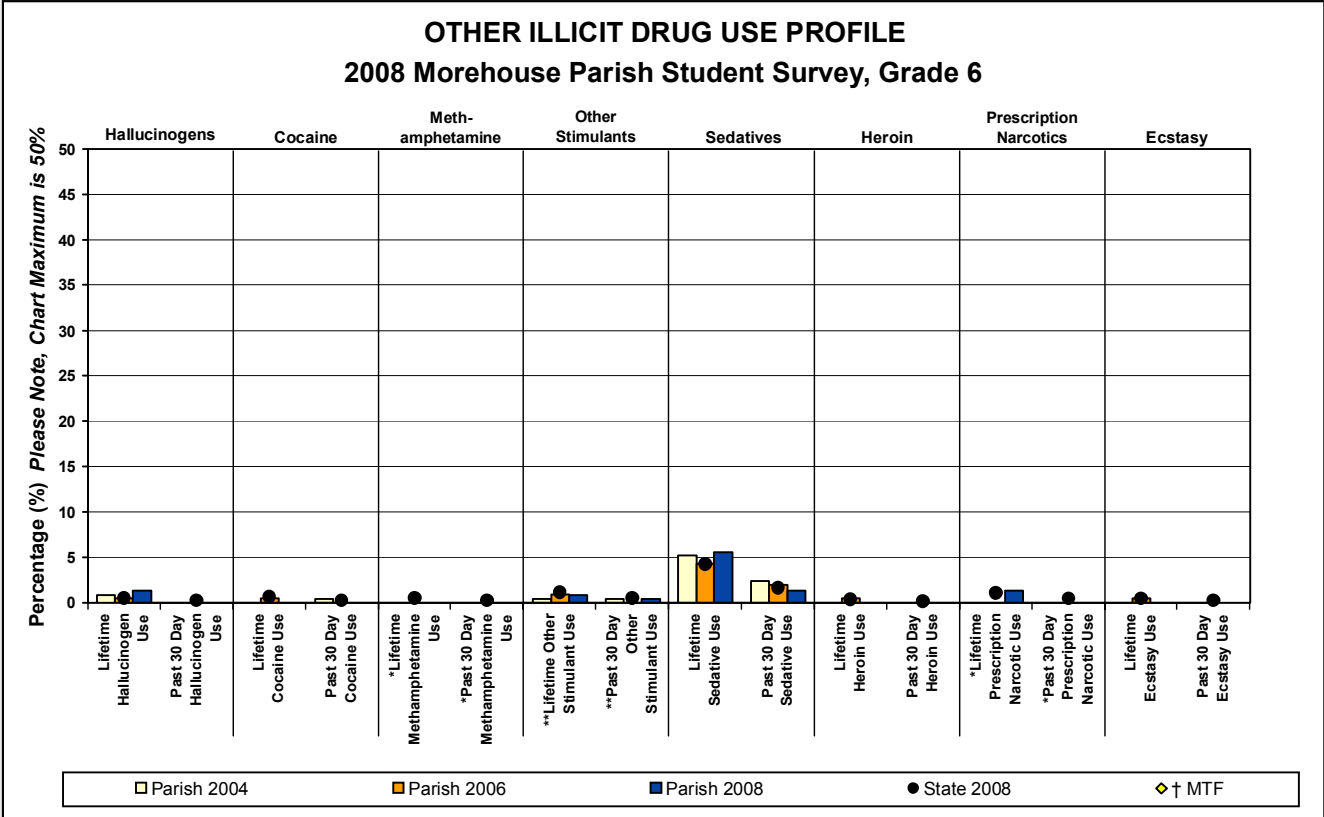 OTHER ILLICIT DRUG USE PROFILE
2008 Morehouse Parish Student Survey, Grade 6
Hallucinogens
Cocaine
Meth-
amphetamine
Other
Stimulants
Sedatives
Heroin
Prescription
Narcotics
Ecstasy
Percentage (%) Please Note, Chart Maximum is 50%
50
45
40
35
30
25
20
15
10
5
0
Lifetime
Hallucinogen
Use
Past 30 Day
Hallucinogen
Use
Lifetime
Cocaine Use
Past 30 Day
Cocaine Use
*Lifetime
Methamphetamine
Use
*Past 30 Day
Methamphetamine
Use
**Lifetime Other
Stimulant Use
**Past 30 Day
Other
Stimulant Use
Lifetime
Sedative Use
Past 30 Day
Sedative Use
Lifetime
Heroin Use
Past 30 Day
Heroin Use
*Lifetime
Prescription
Narcotic Use
*Past 30 Day
Prescription
Narcotic Use
Lifetime
Ecstasy Use
Past 30 Day
Ecstasy Use
Parish 2004
Parish 2006
Parish 2008
State 2008
† MTF